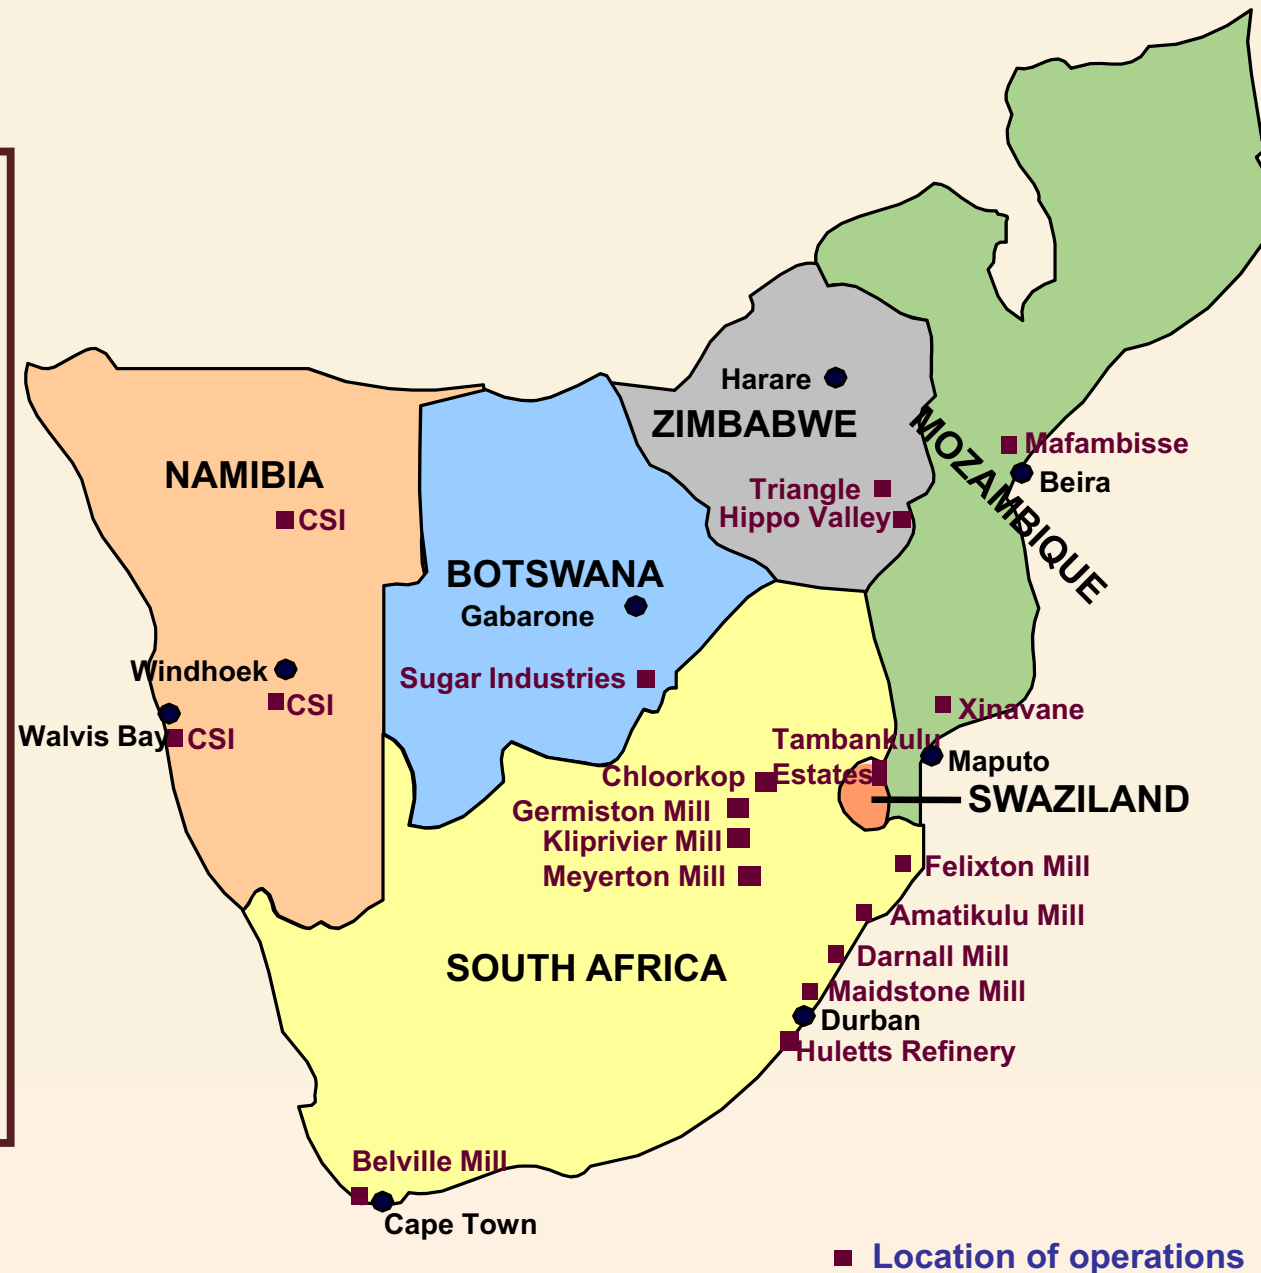 Harare
ZIMBABWE
MOZAMBIQUE
Mafambisse
Beira
NAMIBIA
CSI
Triangle
Hippo Valley
BOTSWANA
Gabarone
Windhoek
CSI
Sugar Industries
Walvis Bay
CSI
Xinavane
Tambankulu
Estates
Maputo
Chloorkop
SWAZILAND
Germiston Mill
Kliprivier Mill
Meyerton Mill
Felixton Mill
Amatikulu Mill
SOUTH AFRICA
Darnall Mill
Maidstone Mill
Durban
Huletts Refinery
Belville Mill
Cape Town
Location of operations